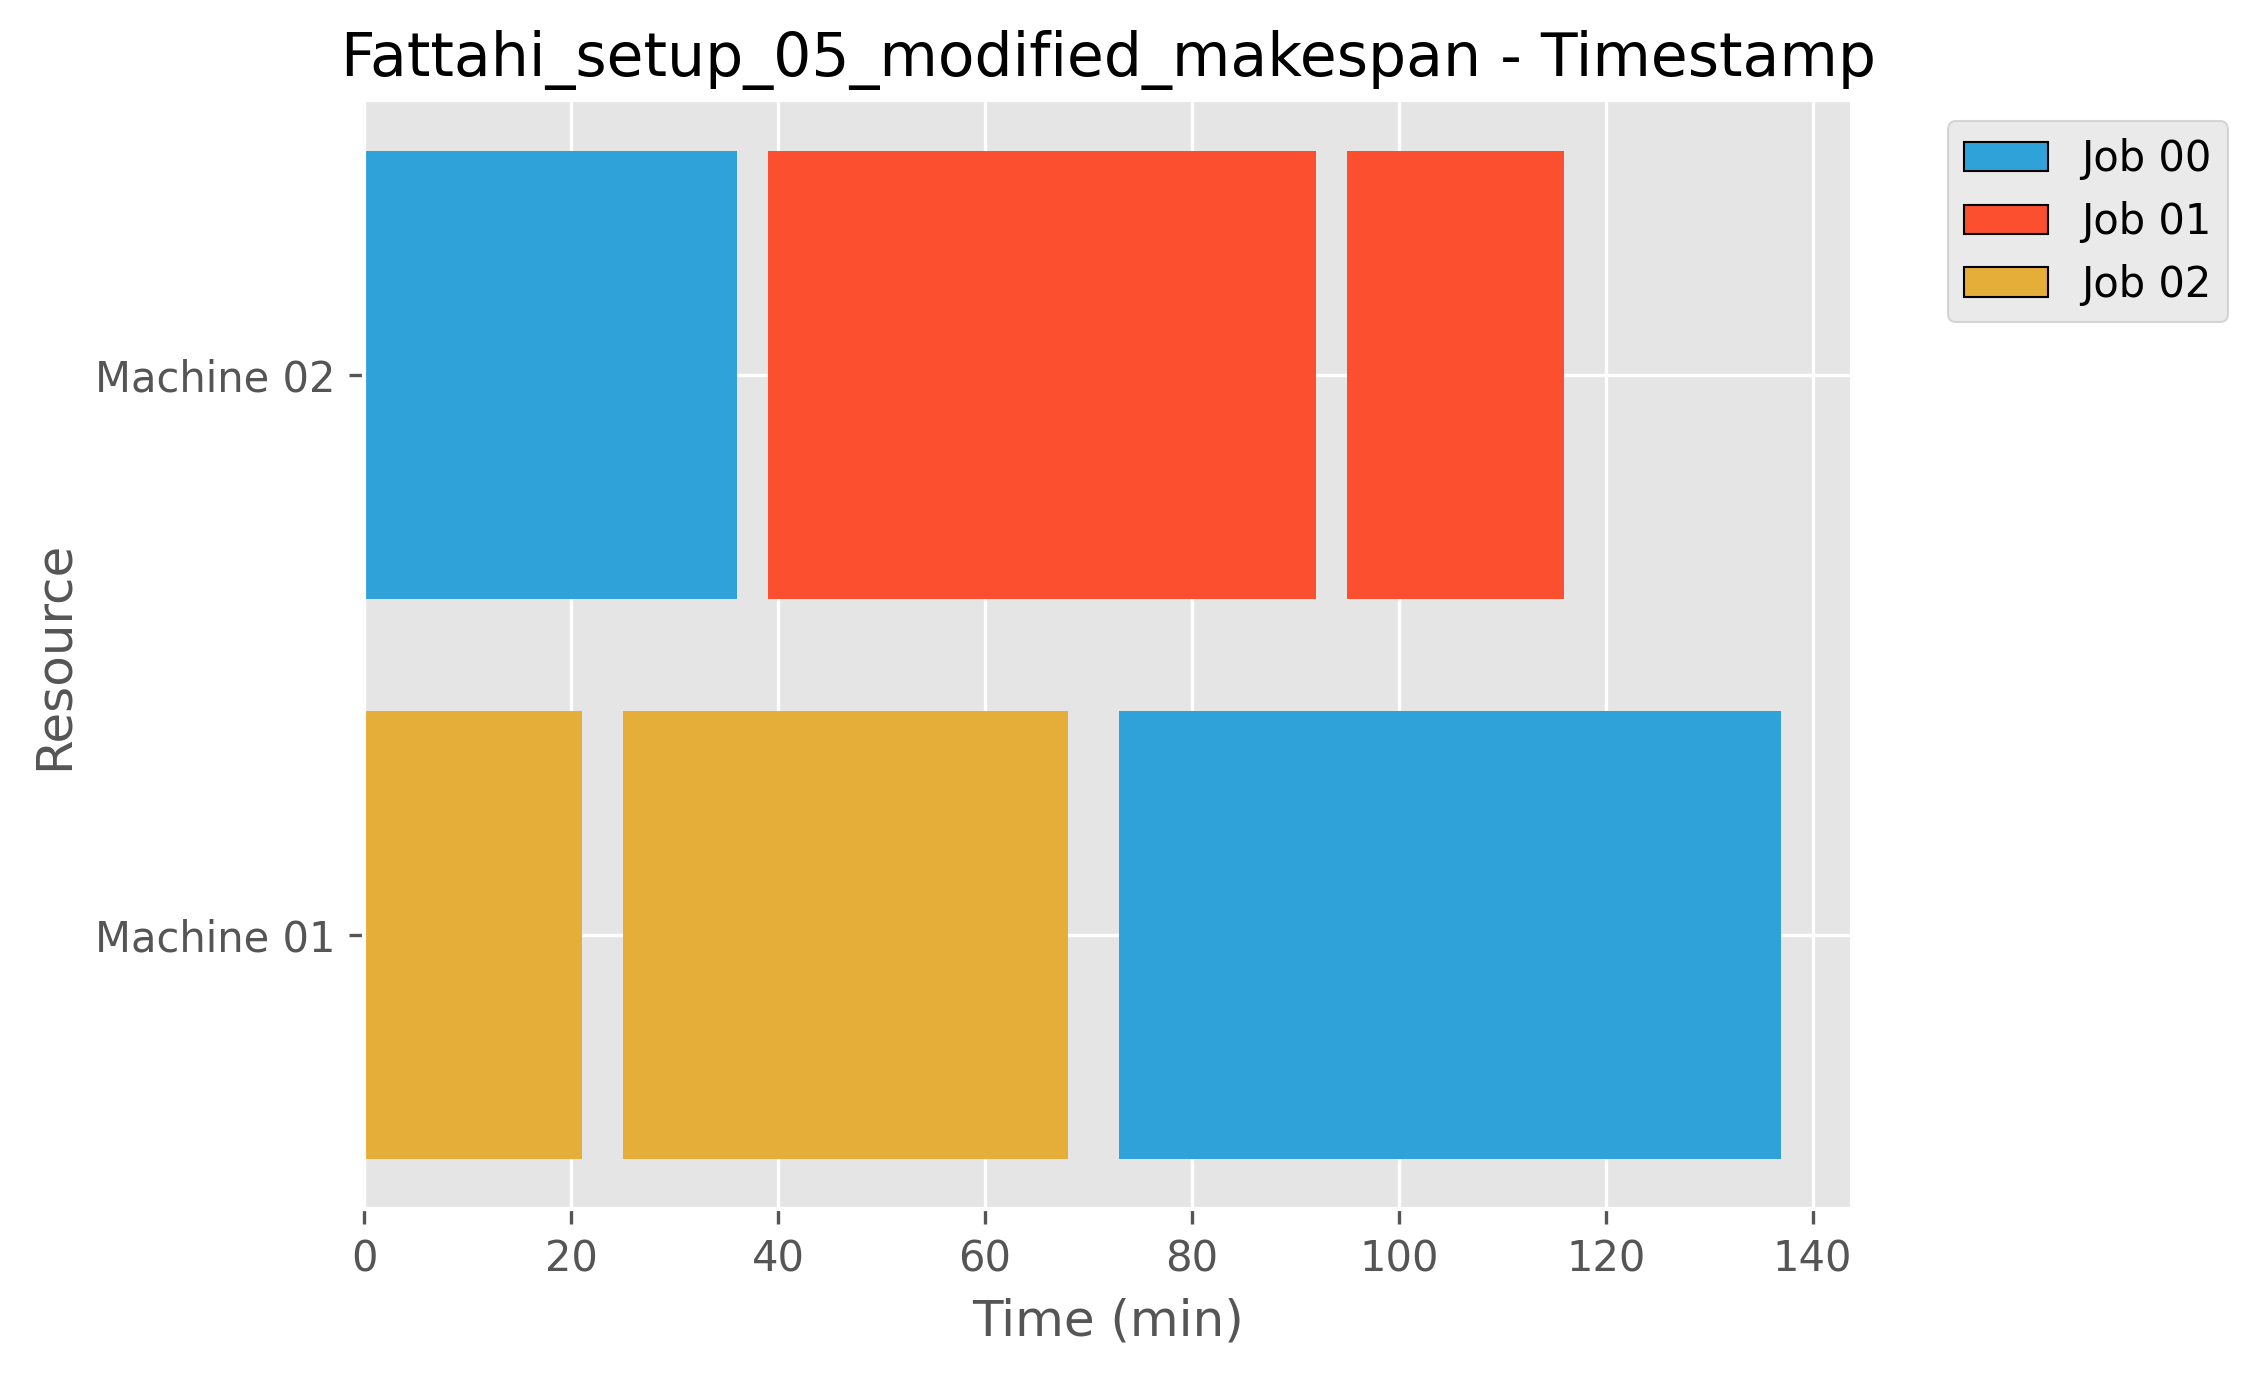 Fattahi_setup_05_modified_makespan - Timestamp
Job 00
Job 01
Job 02
Machine 02
Machine 01
Resource
0 20 40 60 80 100 120 140
Time (min)